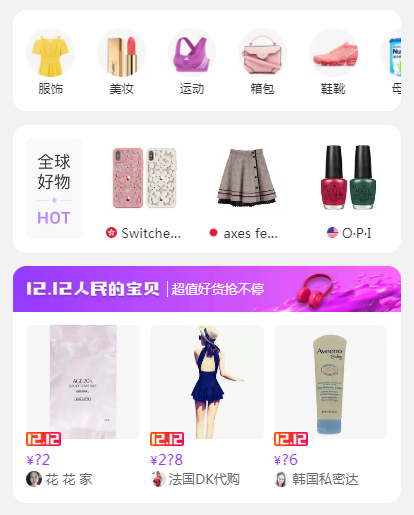 服饰
美妆
运动
箱包
鞋靴
母
全球
好物
HOT
Switche...
axes fe...
O·P·I
12.12人民的宝贝 | 超值好货抢不停
AGE 20's
Aveeno
Baby
12.12
12.12
12.12
¥?2
¥2?8
¥?6
花 花 家
法国DK代购
韩国私密达